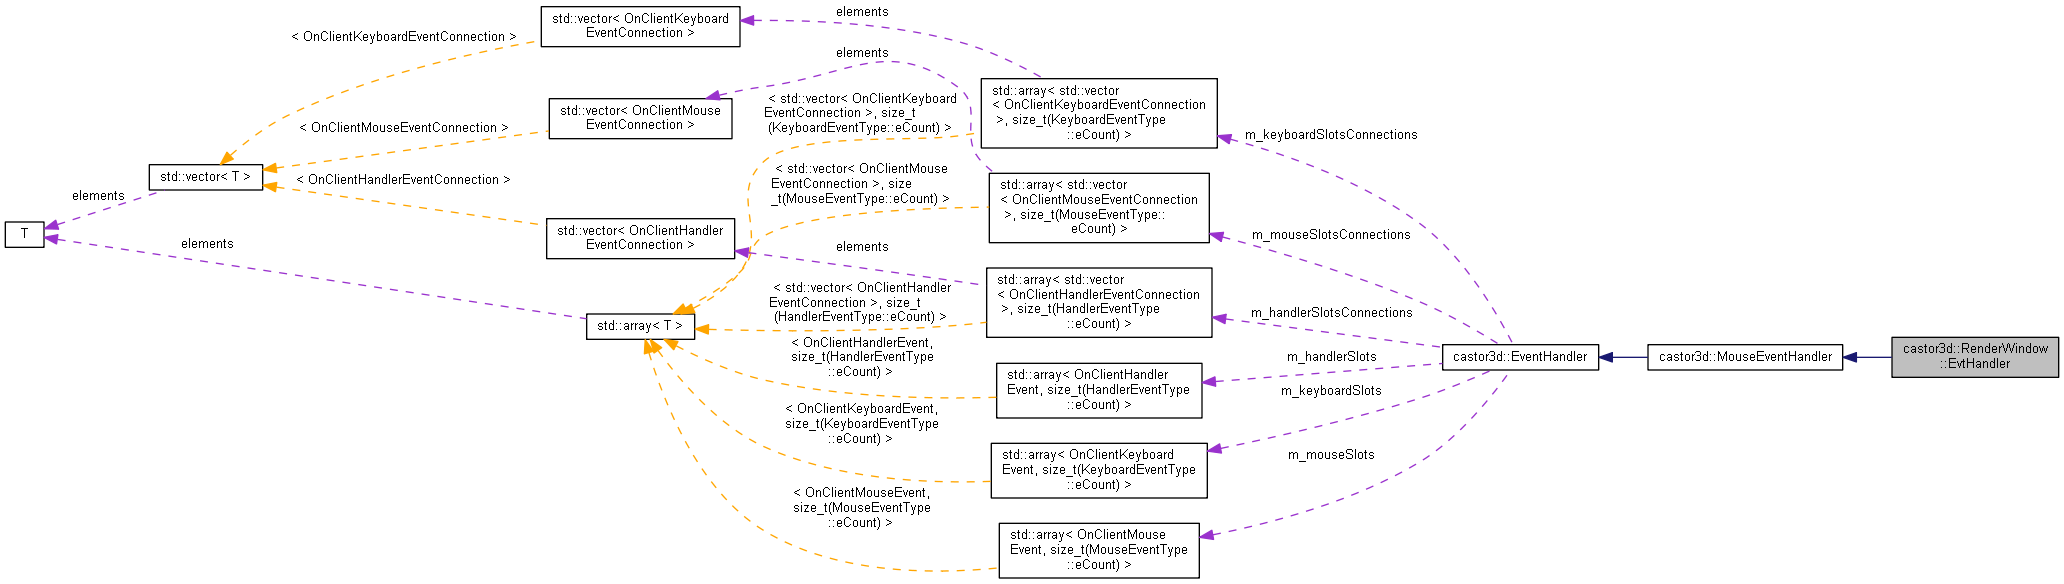 std::vector< OnClientKeyboard
EventConnection >
elements
< OnClientKeyboardEventConnection >
elements
std::array< std::vector
< OnClientKeyboardEventConnection
>, size_t(KeyboardEventType
::eCount) >
< std::vector< OnClientKeyboard
EventConnection >, size_t
(KeyboardEventType::eCount) >
std::vector< OnClientMouse
EventConnection >
< OnClientMouseEventConnection >
m_keyboardSlotsConnections
std::vector< T >
< OnClientHandlerEventConnection >
< std::vector< OnClientMouse
EventConnection >, size
_t(MouseEventType::eCount) >
std::array< std::vector
< OnClientMouseEventConnection
>, size_t(MouseEventType::
eCount) >
elements
T
elements
std::vector< OnClientHandler
EventConnection >
elements
m_mouseSlotsConnections
std::array< std::vector
< OnClientHandlerEventConnection
>, size_t(HandlerEventType
::eCount) >
< std::vector< OnClientHandler
EventConnection >, size_t
(HandlerEventType::eCount) >
std::array< T >
m_handlerSlotsConnections
< OnClientHandlerEvent,
size_t(HandlerEventType
::eCount) >
m_handlerSlots
castor3d::EventHandler
castor3d::MouseEventHandler
castor3d::RenderWindow
::EvtHandler
std::array< OnClientHandler
Event, size_t(HandlerEventType
::eCount) >
m_keyboardSlots
< OnClientKeyboardEvent,
size_t(KeyboardEventType
::eCount) >
std::array< OnClientKeyboard
Event, size_t(KeyboardEventType
::eCount) >
m_mouseSlots
< OnClientMouseEvent,
size_t(MouseEventType
::eCount) >
std::array< OnClientMouse
Event, size_t(MouseEventType
::eCount) >